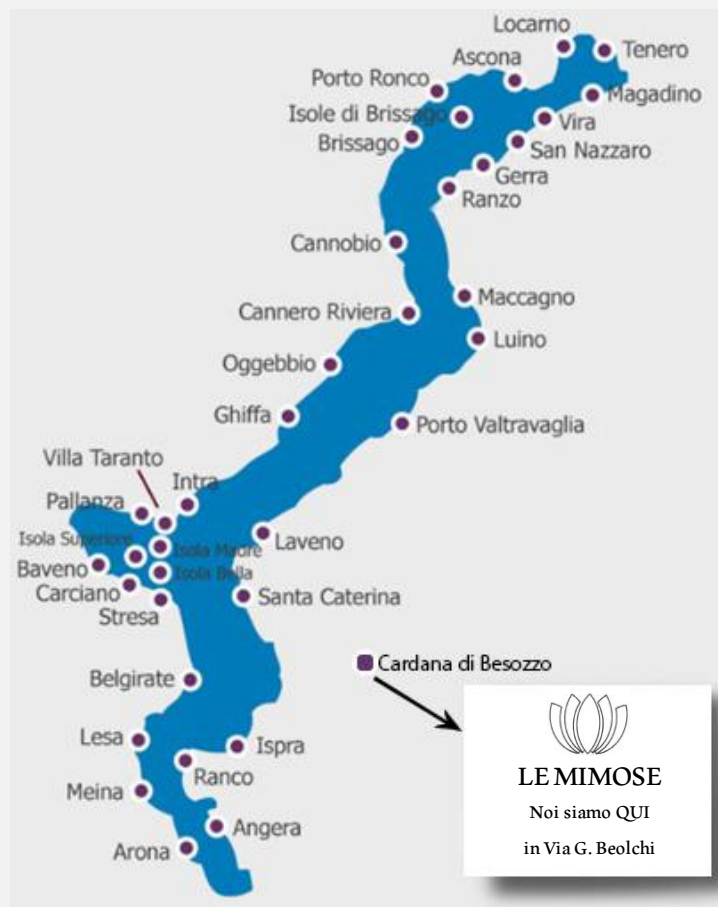 Locarno
Tenero
Ascona
Porto Ronco
Magadino
Isole di Brissago
Vira
Brissago
San Nazzaro
Gerra
Ranzo
Cannobio
Maccagno
Cannero Riviera
Luino
Oggebbio
Ghiffa
Porto Valtravaglia
Villa Taranto
Intra
Pallanza
Isola Superiore
Isola Madre
Laveno
Baveno
Isola Bella
Carciano
Santa Caterina
Stresa
Cardana di Besozzo
Belgirate
Lesa
Ispra
Ranco
Meina
Angera
Arona
LE MIMOSE
Noi siamo QUI
in Via G. Beolchi